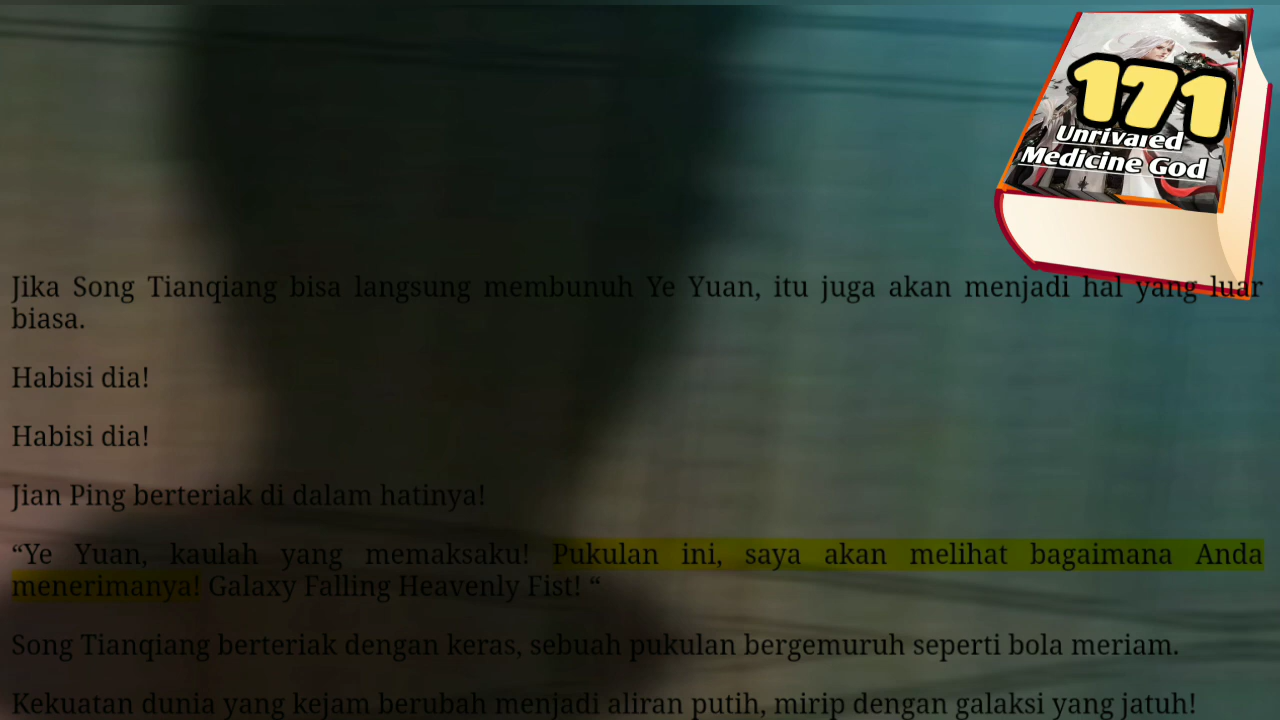 171
Unrivaled
Medicine God
Jika Song Tianqiang bisa langsung membunuh Ye Yuan, itu juga akan menjadi hal yang luar
biasa.
Habisi dia!
Habisi dia!
Jian Ping berteriak di dalam hatinya!
“Ye Yuan, kaulah yang memaksaku! Pukulan ini, saya akan melihat bagaimana Anda
menerimanya! Galaxy Falling Heavenly Fist! “
Song Tianqiang berteriak dengan keras, sebuah pukulan bergemuruh seperti bola meriam.
Kekuatan dunia yang kejam berubah menjadi aliran putih, mirip dengan galaksi yang jatuh!